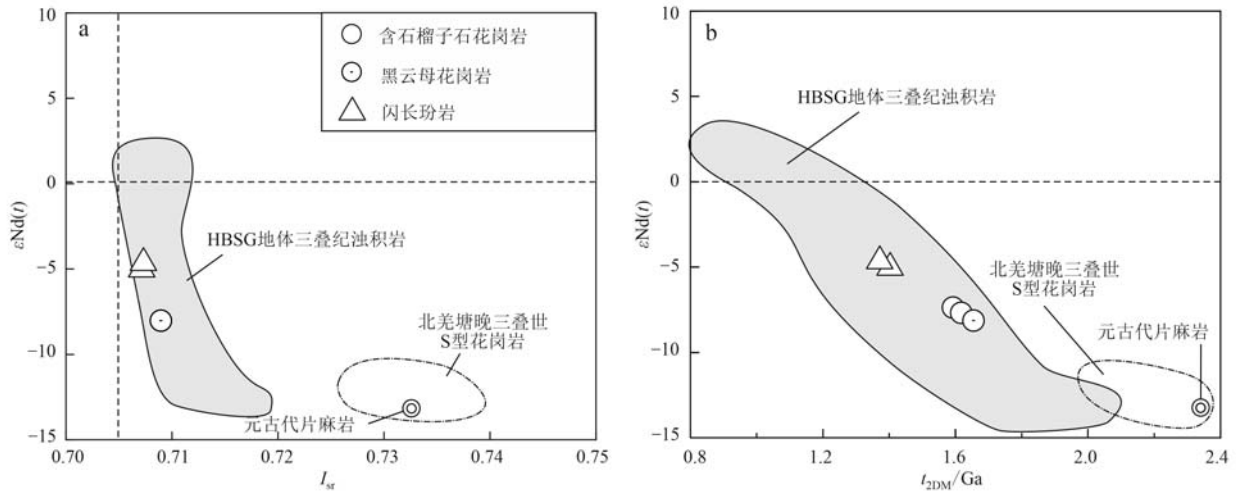 a
10
5
0
−5
−10
−15
εNd(t)
含石榴子石花岗岩
黑云母花岗岩
闪长玢岩
HBSG地体三叠纪浊积岩
北羌塘晚三叠世
S型花岗岩
元古代片麻岩
0.70
0.71
0.72
0.73
0.74
0.75
Isr
b
10
5
0
−5
−10
−15
εNd(t)
HBSG地体三叠纪浊积岩
北羌塘晚三叠世
S型花岗岩
元古代片麻岩
0.8
1.2
1.6
2.0
2.4
t2DM/Ga